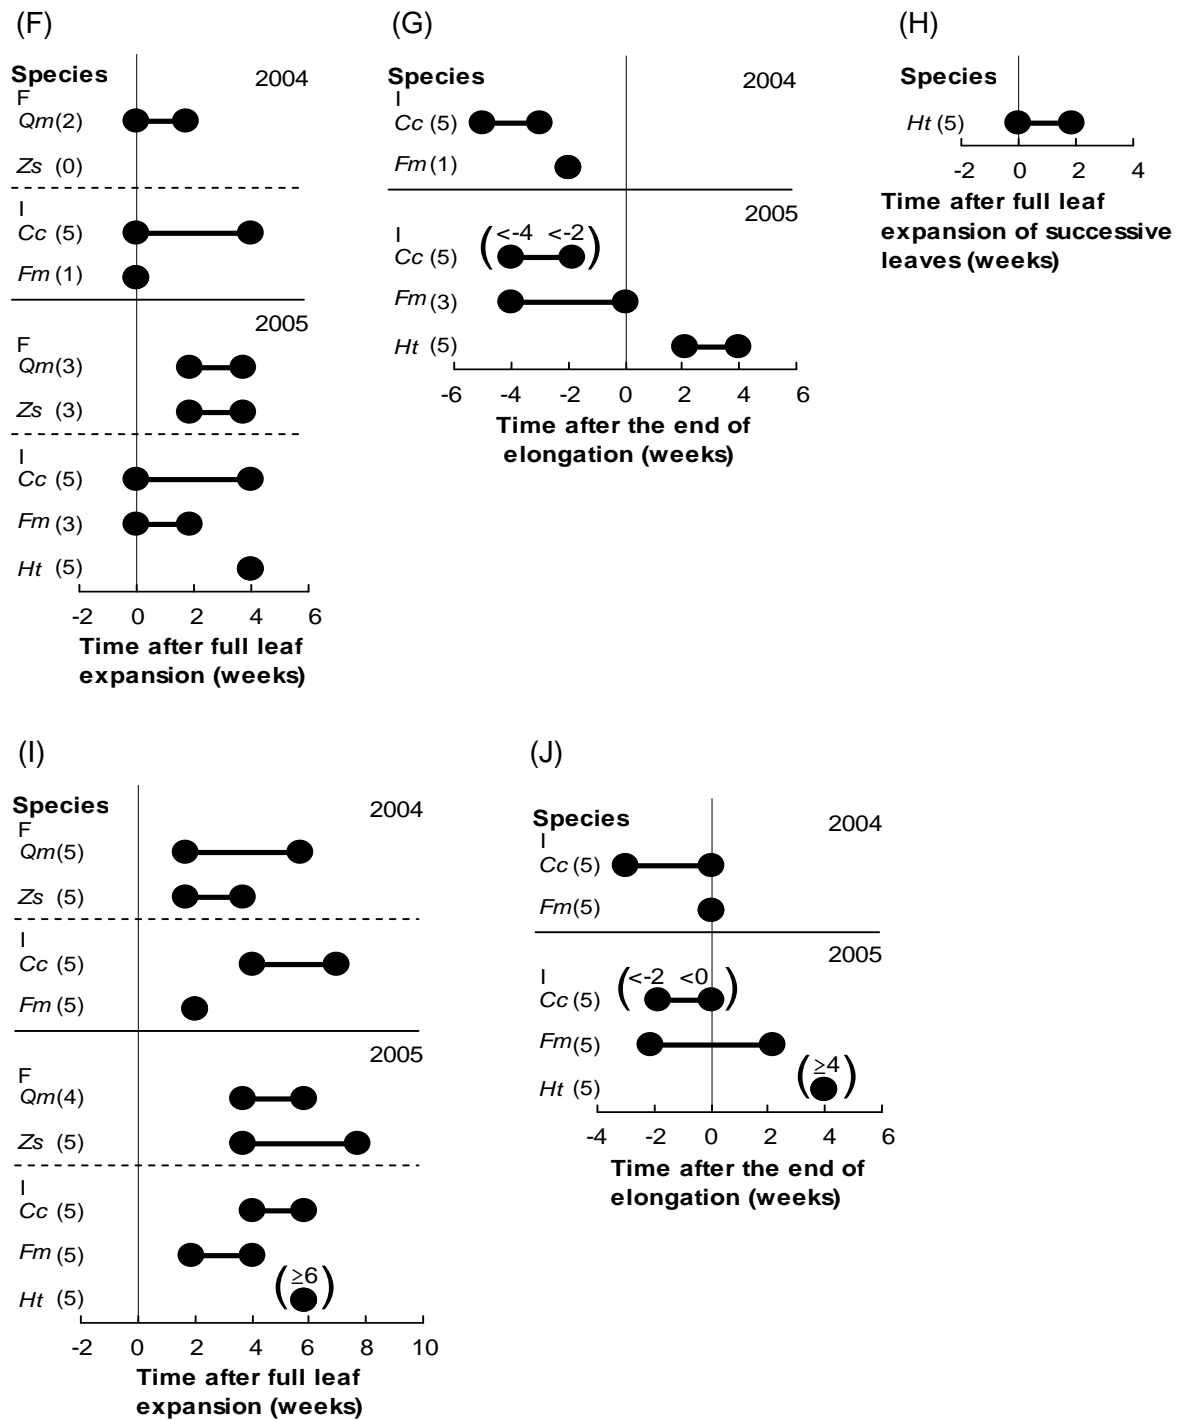 (F)
Species
2004
F
Qm(2)
Zs (0)
I
Cc (5)
Fm (1)
2005
F
Qm(3)
Zs (3)
I
Cc (5)
Fm (3)
Ht (5)
-2 0 2 4 6
Time after full leaf
expansion (weeks)
(G)
Species
2004
I
Cc (5)
Fm(1)
2005
I
(<-4 <-2)
Cc (5)
Fm(3)
Ht (5)
-6 -4 -2 0 2 4 6
Time after the end of
elongation (weeks)
(H)
Species
Ht (5)
-2 0 2 4
Time after full leaf
expansion of successive
leaves (weeks)
(I)
Species
2004
F
Qm(5)
Zs (5)
I
Cc (5)
Fm (5)
2005
F
Qm(4)
Zs (5)
I
Cc (5)
Fm (5)
(≥6)
Ht (5)
-2 0 2 4 6 8 10
Time after full leaf
expansion (weeks)
(J)
Species
2004
I
Cc (5)
Fm(5)
2005
I
(<-2 <0)
Cc (5)
Fm(5)
(≥4)
Ht (5)
-4 -2 0 2 4 6
Time after the end of
elongation (weeks)